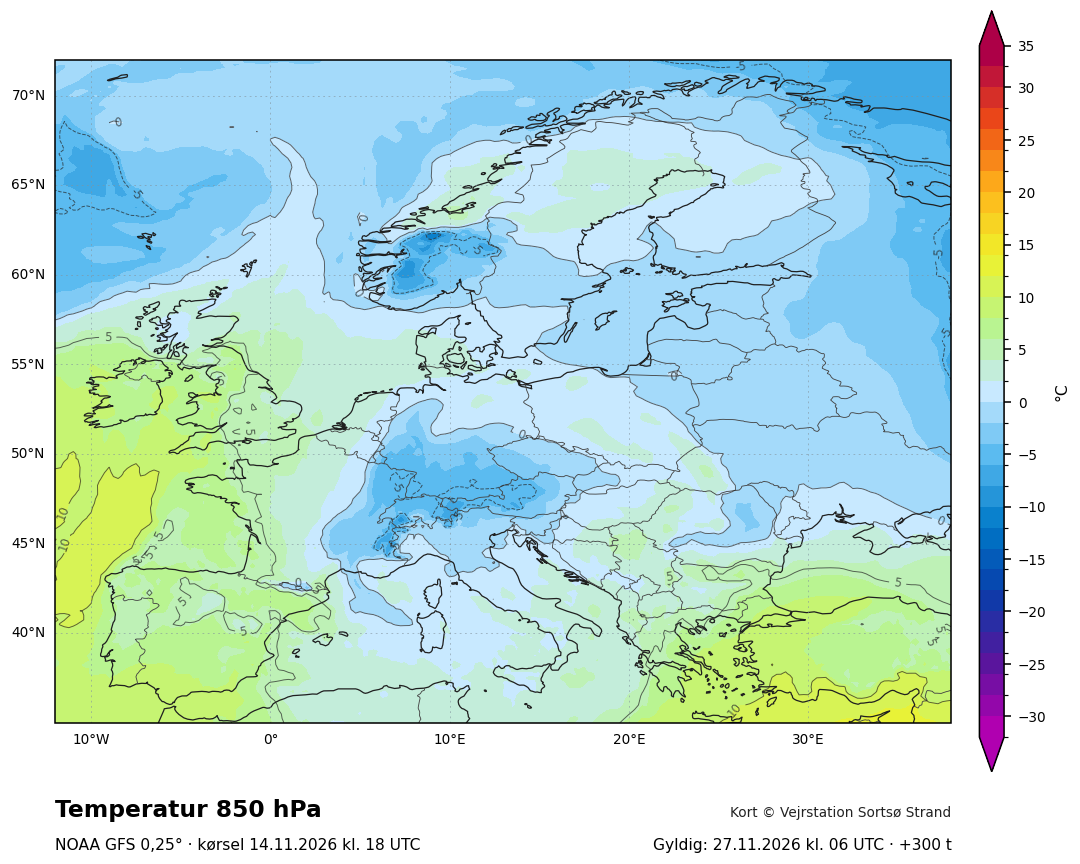 70°N
65°N
60°N
55°N
50°N
45°N
40°N
10°W 0° 10°E 20°E 30°E
35
30
25
20
15
10
5
0
−5
−10
−15
−20
−25
−30
°C
Temperatur 850 hPa
Kort © Vejrstation Sortsø Strand
NOAA GFS 0,25° · kørsel 14.11.2026 kl. 18 UTC
Gyldig: 27.11.2026 kl. 06 UTC · +300 t